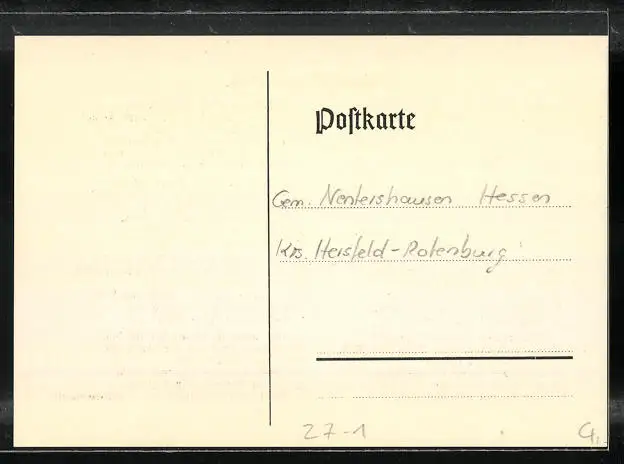 Postkarte
Gem. Nentershausen Hessen
Krs. Hersfeld-Rotenburg
27-1